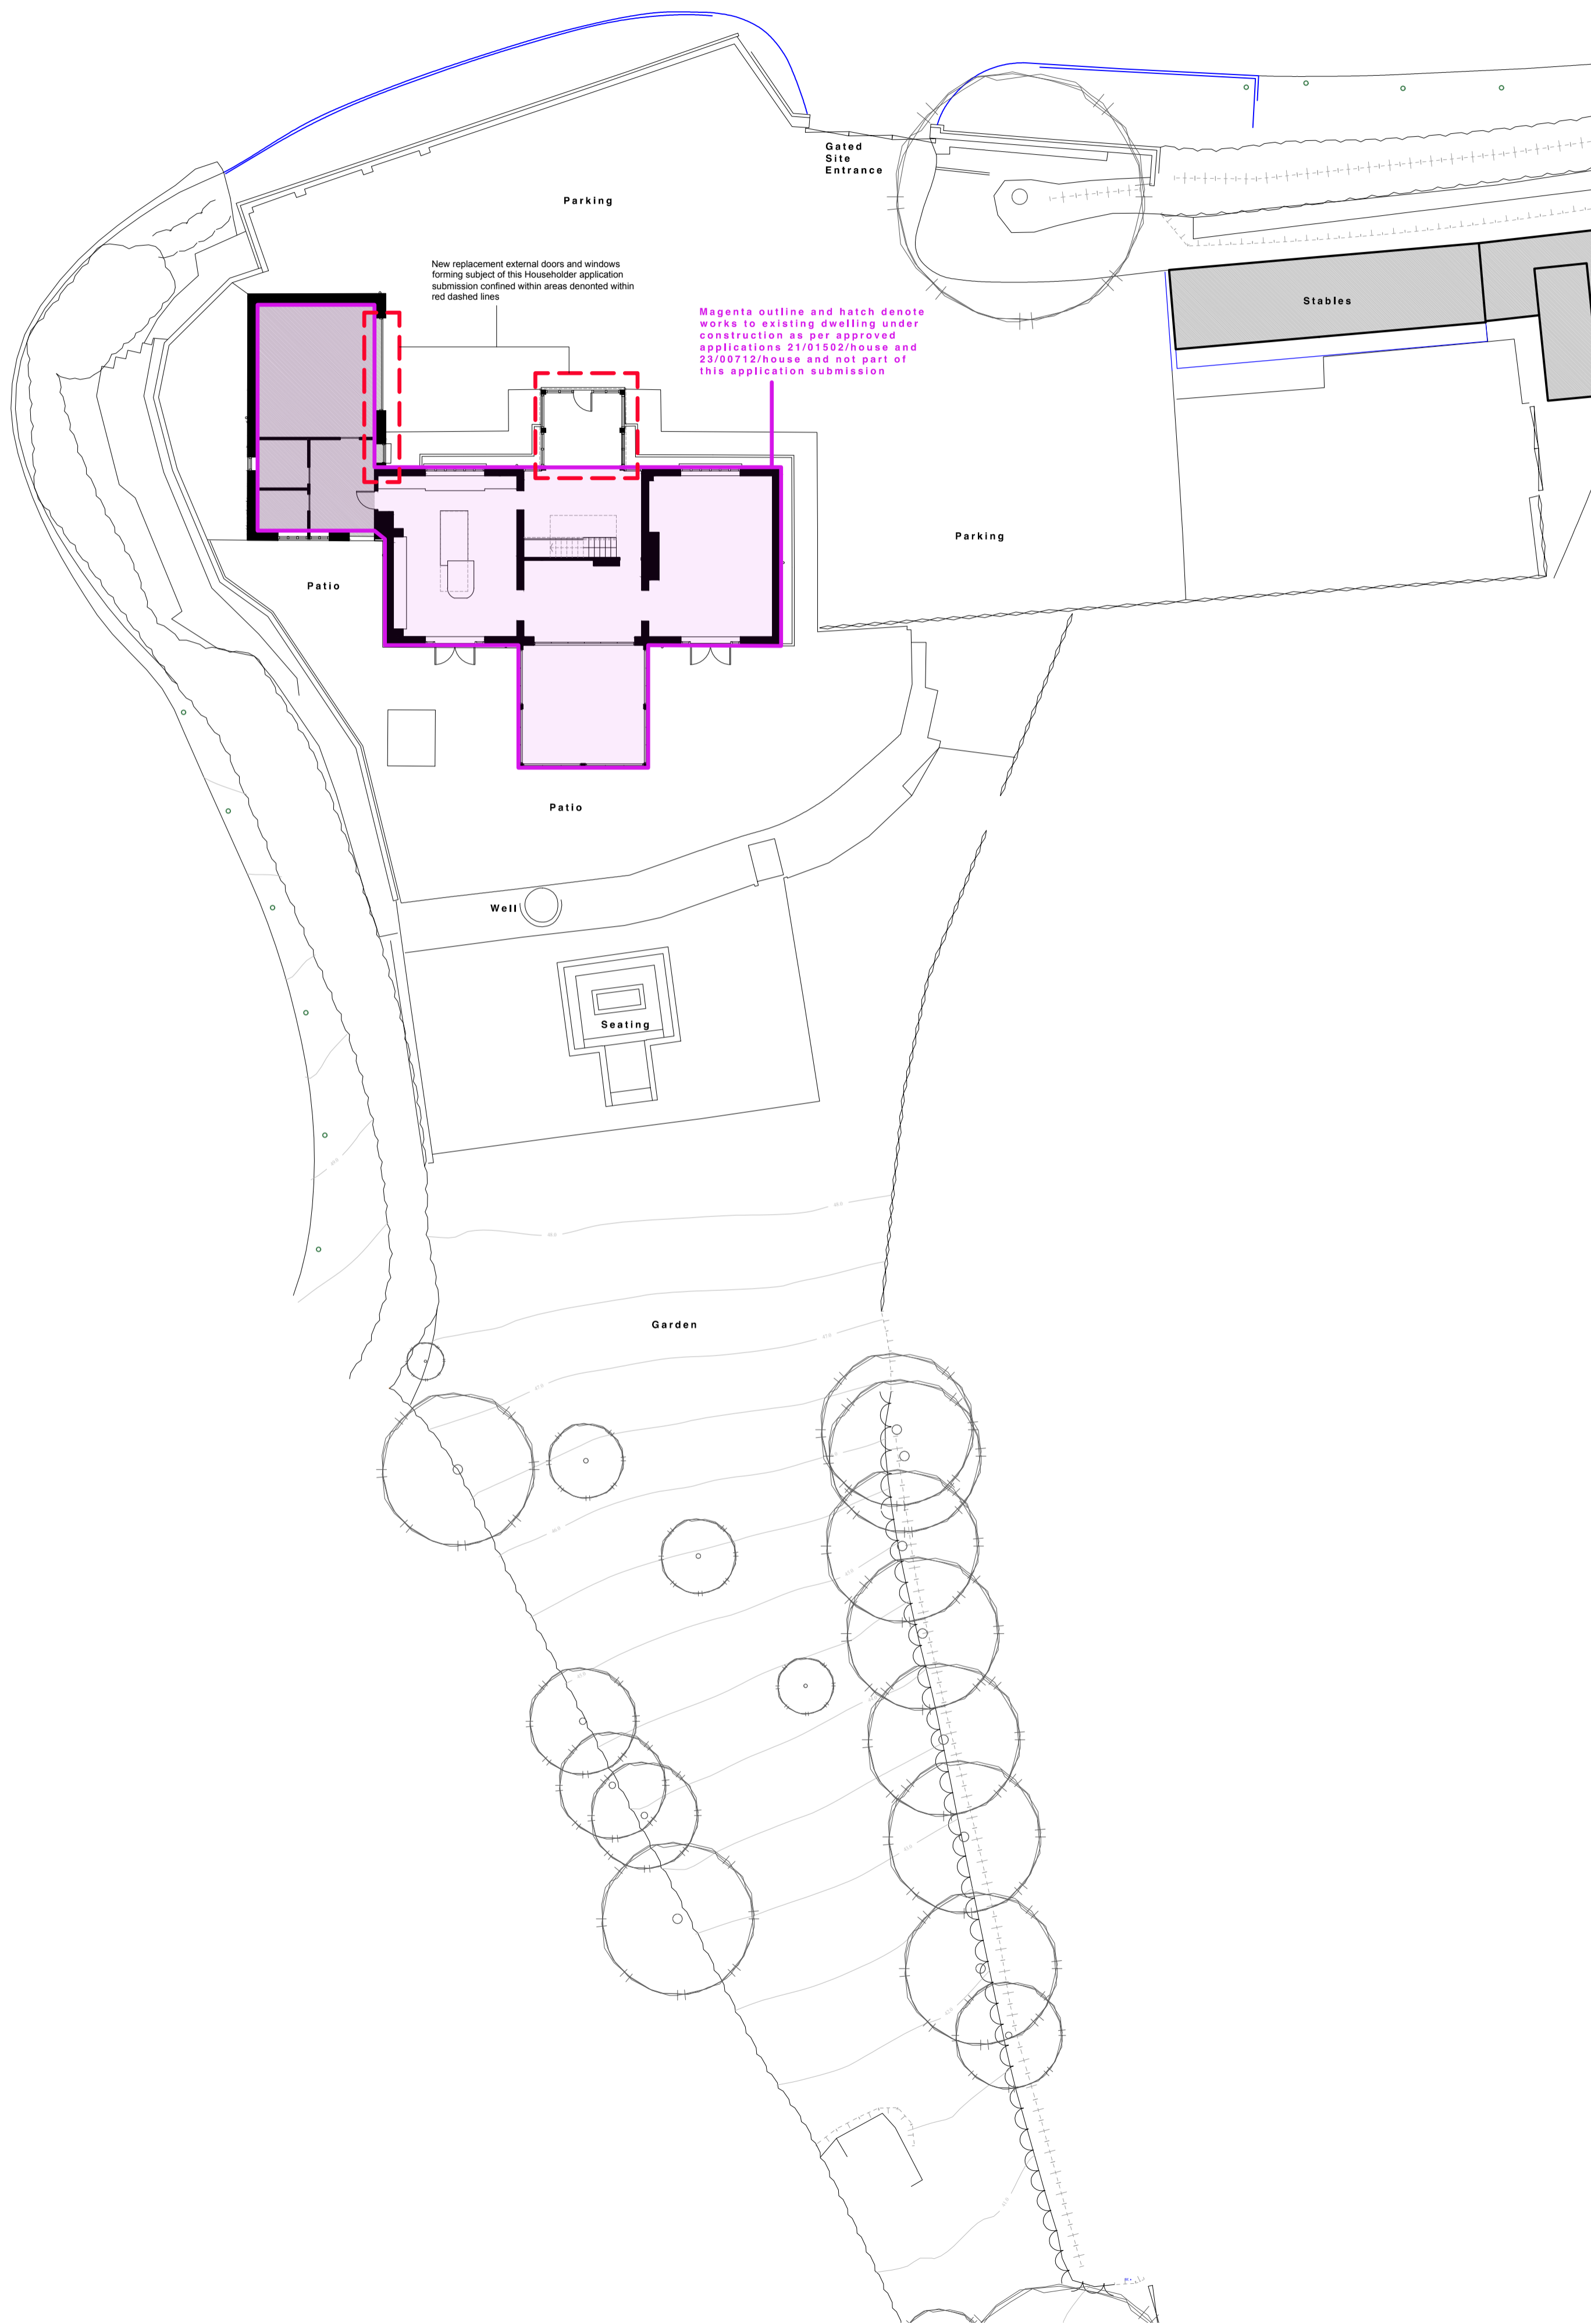 Gated
Site
Entrance
Parking
New replacement external doors and windows
forming subject of this Householder application
submission confined within areas denonted within
red dashed lines
Stables
Magenta outline and hatch denote
works to existing dwelling under
construction as per approved
applications 21/01502/house and
23/00712/house and not part of
this application submission
Parking
Patio
Patio
Well
Seating
Garden